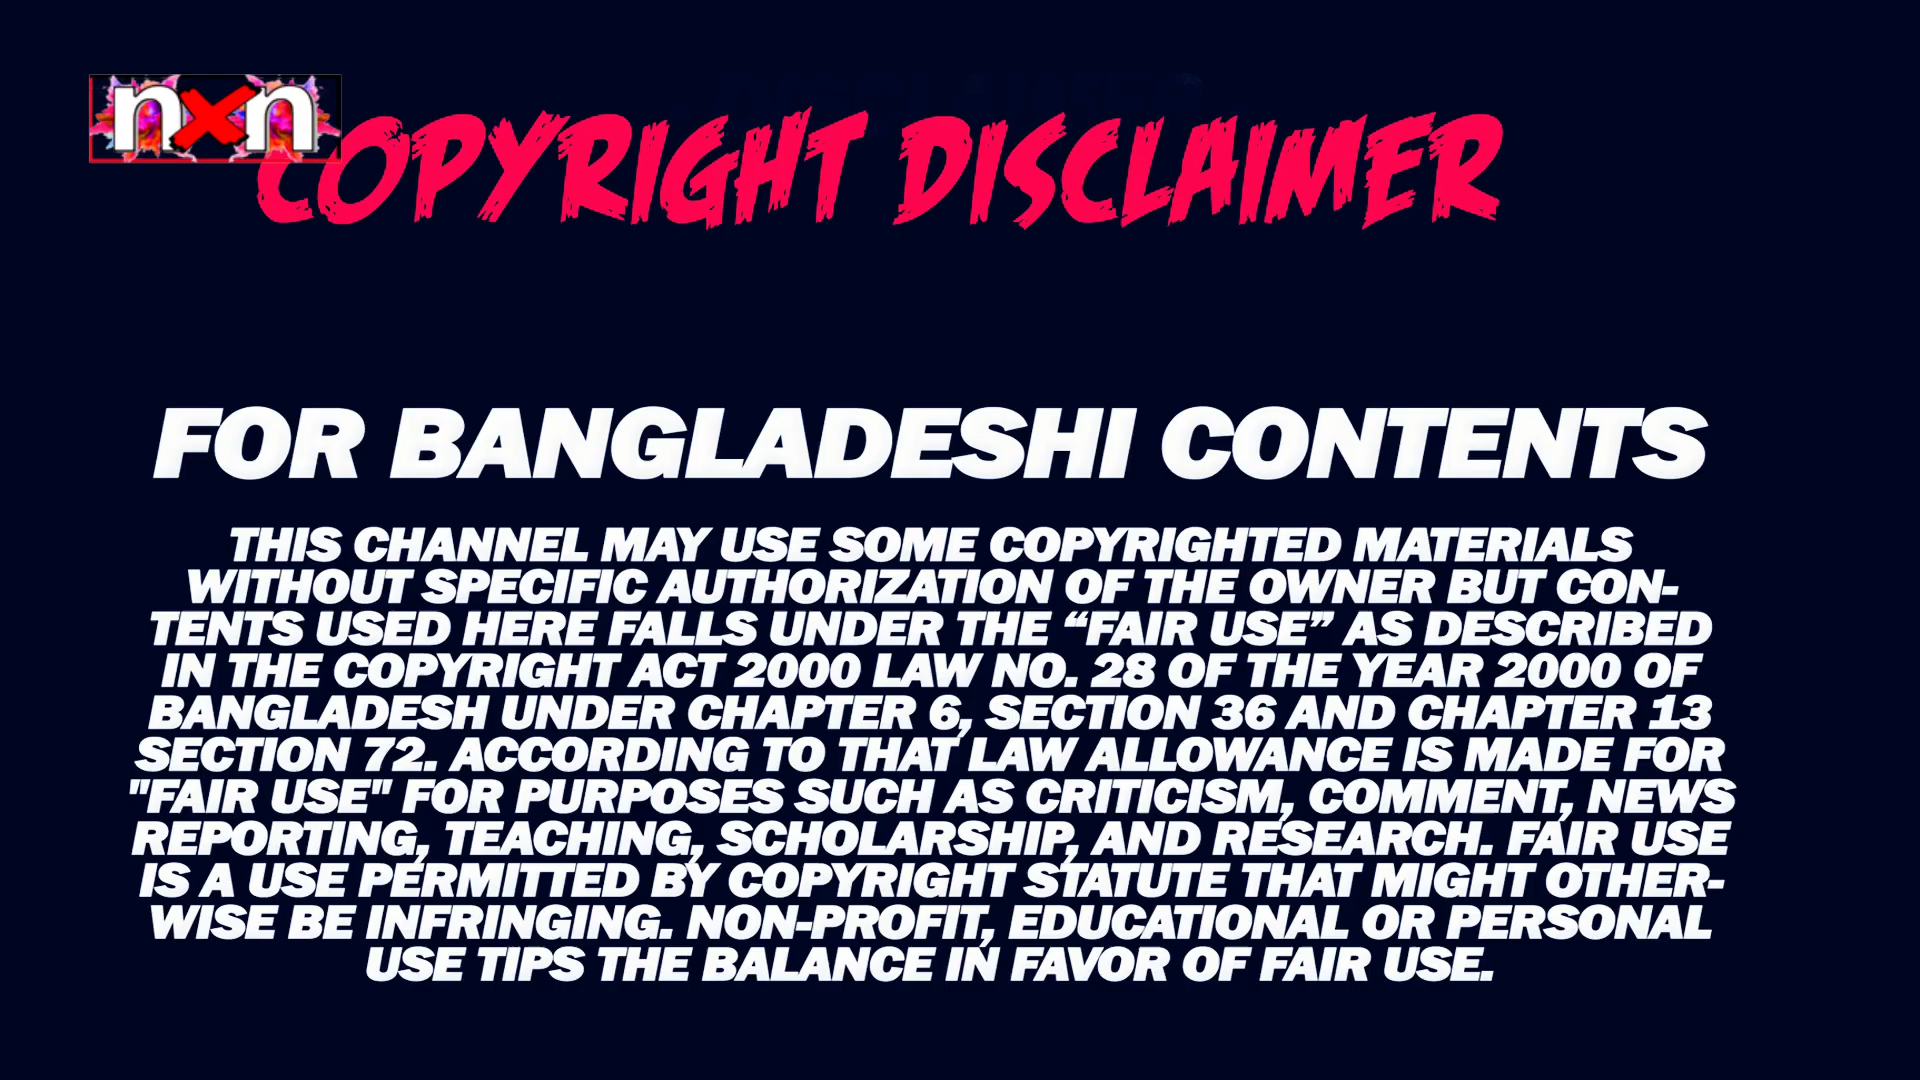 nxn
COPYRIGHT DISCLAIMER
FOR BANGLADESHI CONTENTS
THIS CHANNEL MAY USE SOME COPYRIGHTED MATERIALS
WITHOUT SPECIFIC AUTHORIZATION OF THE OWNER BUT CON-
TENTS USED HERE FALLS UNDER THE “FAIR USE” AS DESCRIBED
IN THE COPYRIGHT ACT 2000 LAW NO. 28 OF THE YEAR 2000 OF
BANGLADESH UNDER CHAPTER 6, SECTION 36 AND CHAPTER 13
SECTION 72. ACCORDING TO THAT LAW ALLOWANCE IS MADE FOR
"FAIR USE" FOR PURPOSES SUCH AS CRITICISM, COMMENT, NEWS
REPORTING, TEACHING, SCHOLARSHIP, AND RESEARCH. FAIR USE
IS A USE PERMITTED BY COPYRIGHT STATUTE THAT MIGHT OTHER-
WISE BE INFRINGING. NON-PROFIT, EDUCATIONAL OR PERSONAL
USE TIPS THE BALANCE IN FAVOR OF FAIR USE.